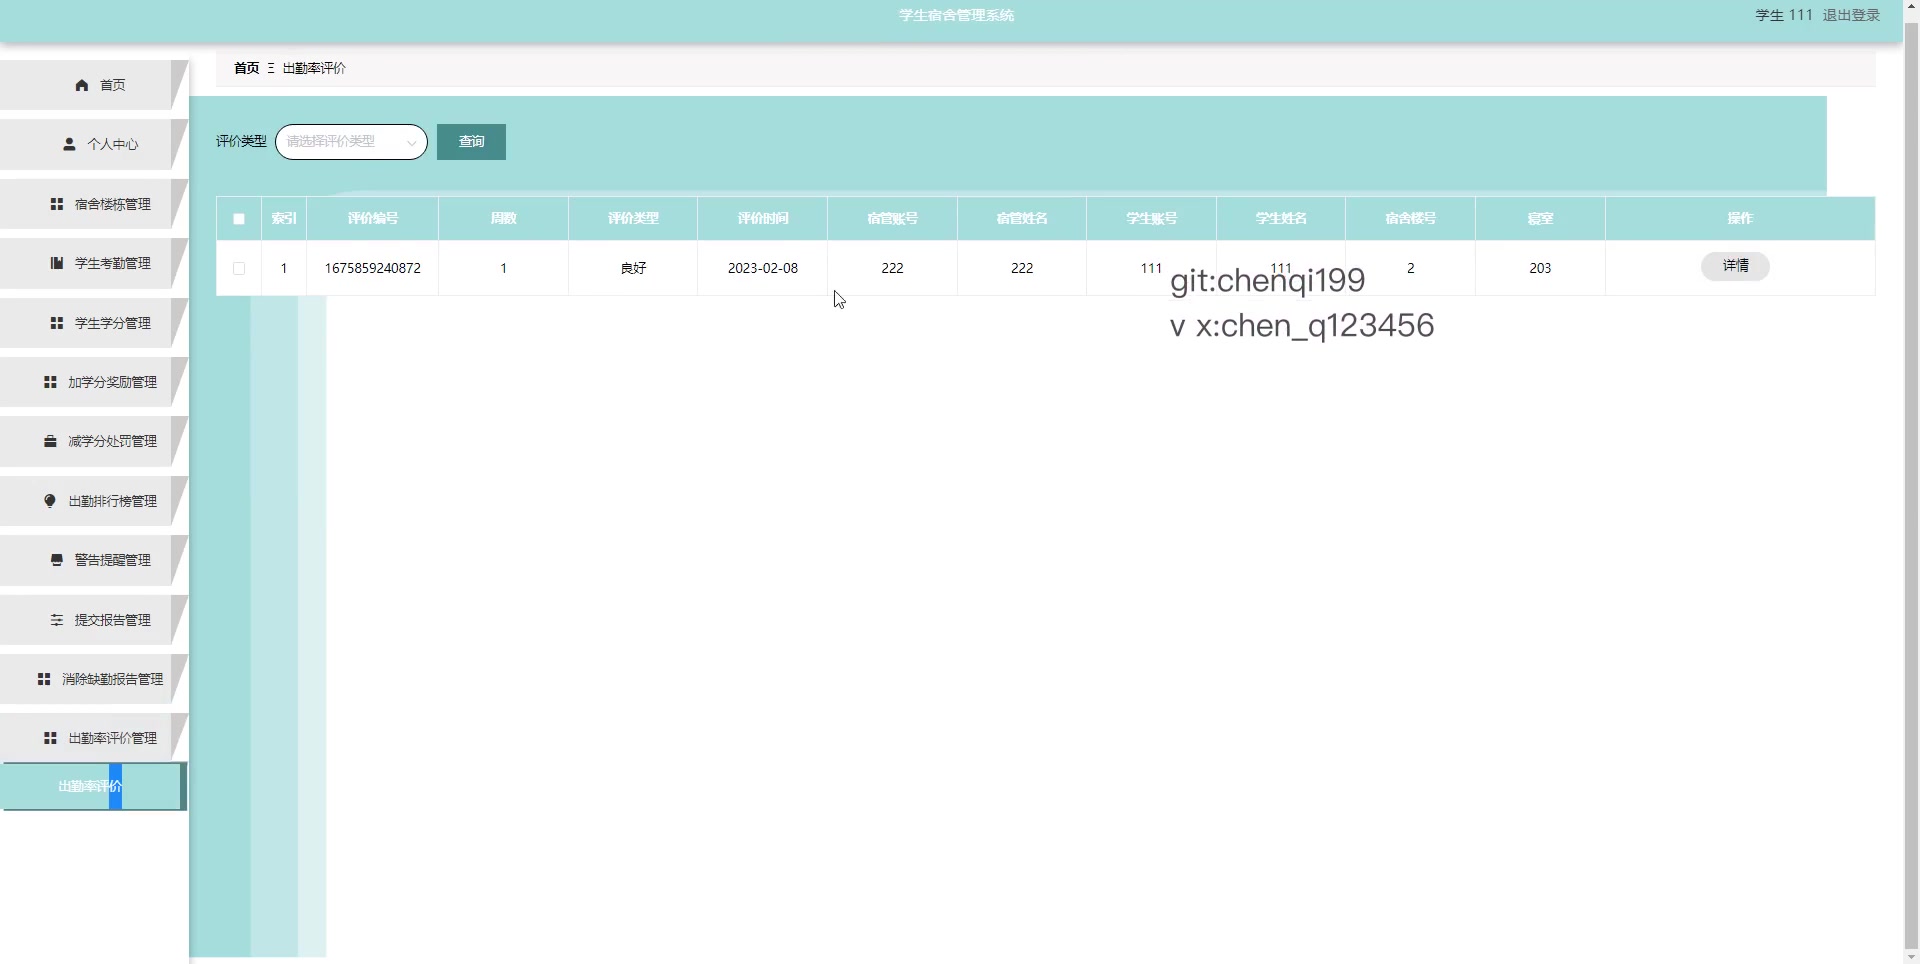 学生宿舍管理系统
学生 111 退出登录
首页 Ξ 出勤率评价
首页
个人中心
宿舍楼栋管理
学生考勤管理
学生学分管理
加学分奖励管理
减学分处罚管理
出勤排行榜管理
警告提醒管理
提交报告管理
消除缺勤报告管理
出勤率评价管理
出勤率评价
评价类型 请选择评价类型 查询
索引 评价编号 周数 评价类型 评价时间 宿管账号 宿管姓名 学生账号 学生姓名 宿舍楼号 寝室 操作
1 1675859240872 1 良好 2023-02-08 222 222 111 111 2 203 详情
git:chenqi199
v x:chen_q123456